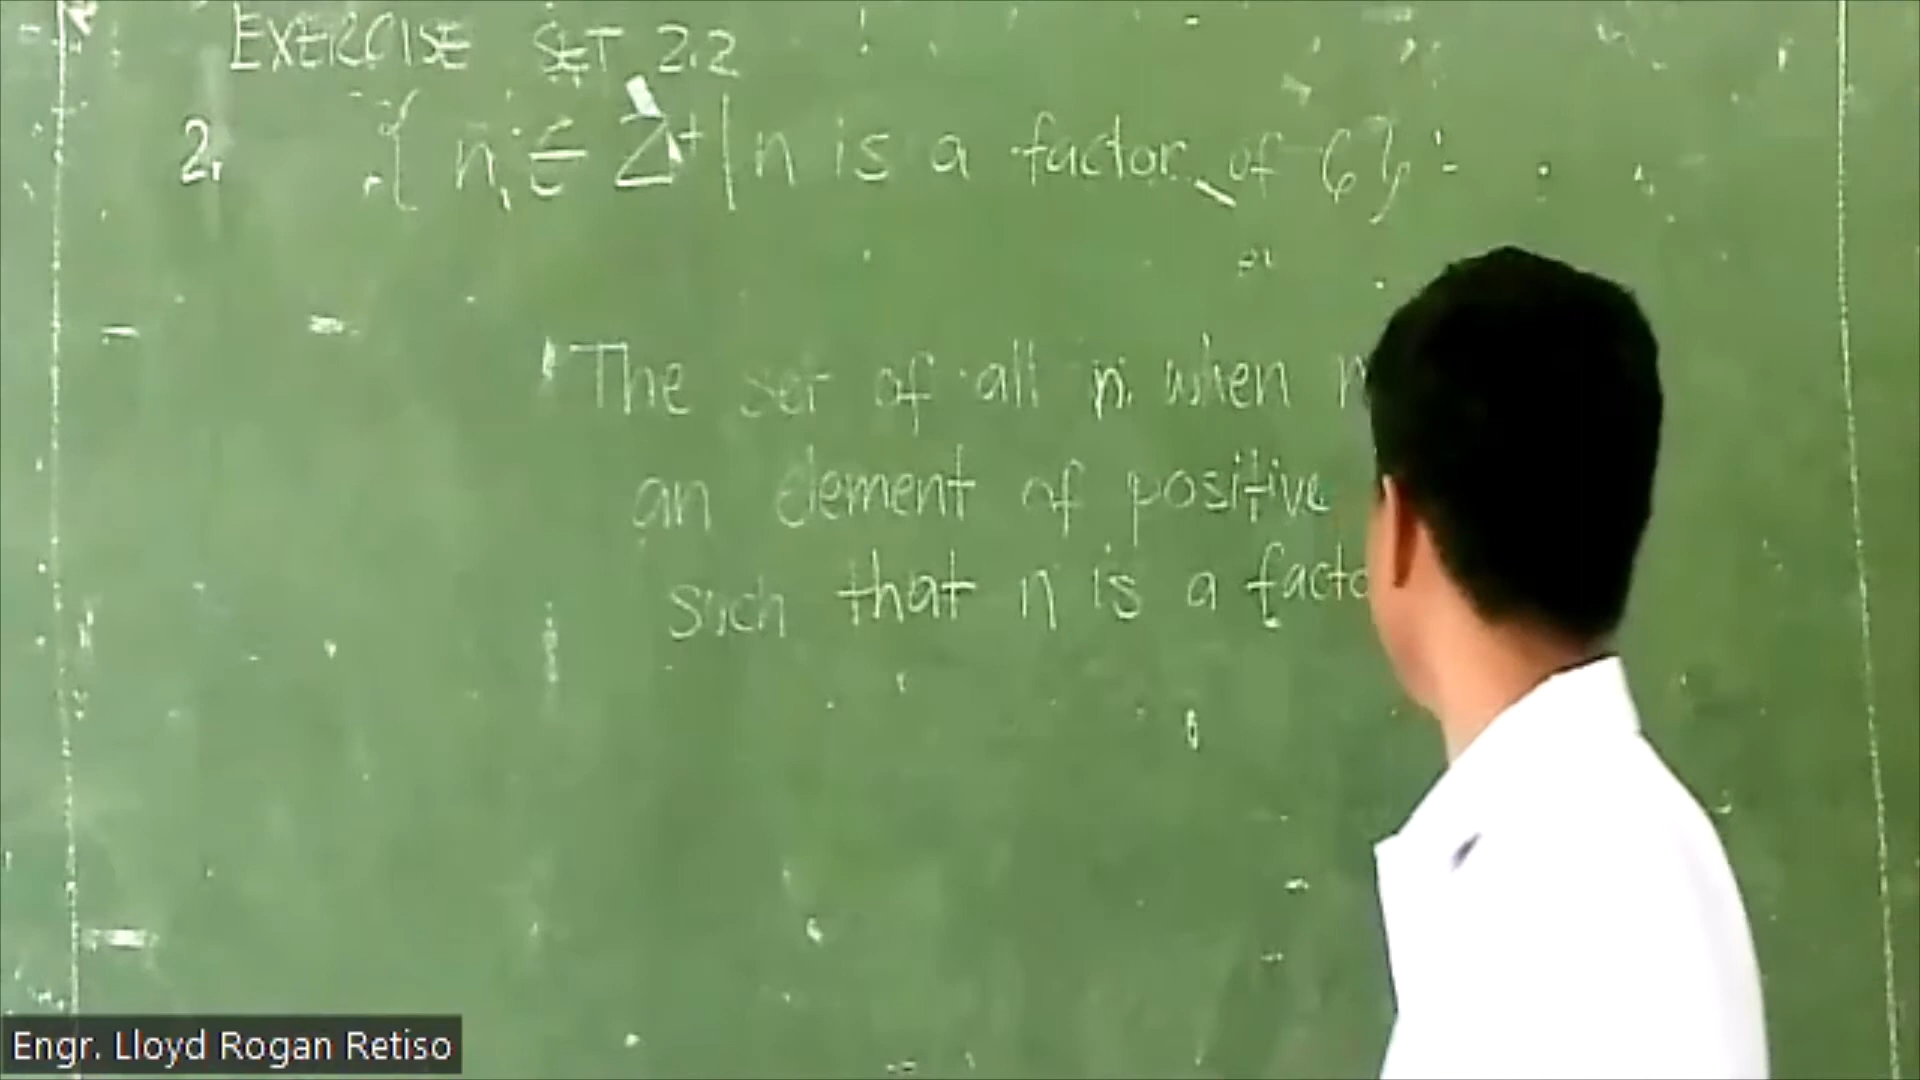 EXERCISE SET 2.2
2. { n ∈ Z⁺ | n is a factor of 6}
The set of all n when n
an element of positive
such that n is a facto
Engr. Lloyd Rogan Retiso